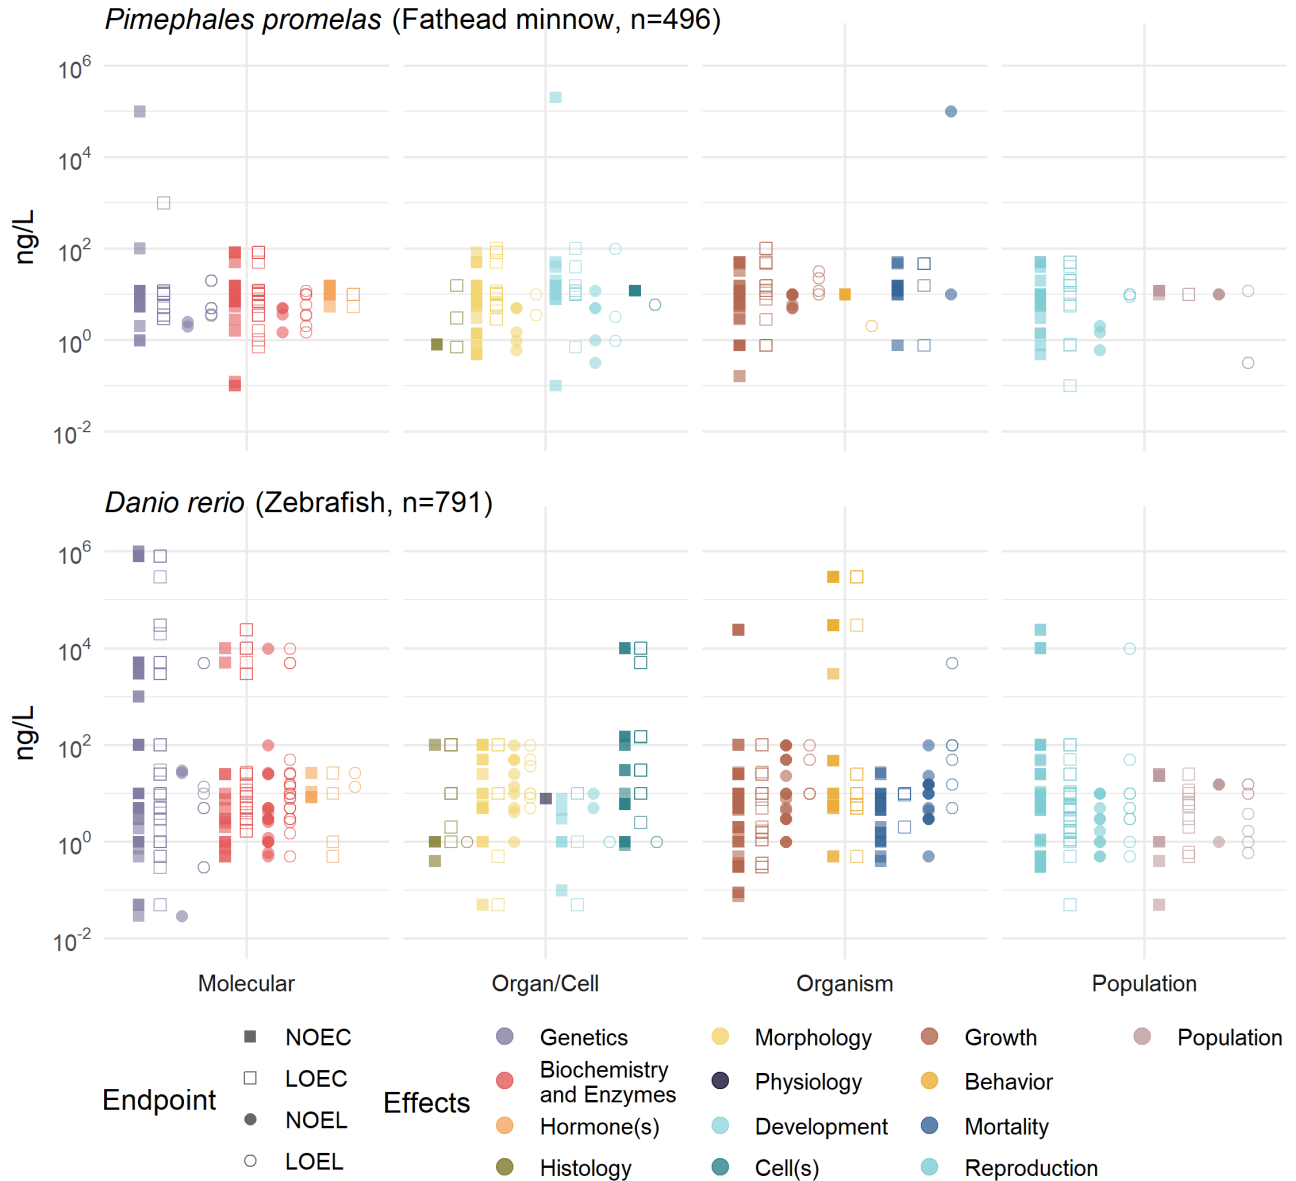 Pimephales promelas (Fathead minnow, n=496)
10^6
10^4
10^2
10^0
10^-2
ng/L
Danio rerio (Zebrafish, n=791)
10^6
10^4
10^2
10^0
10^-2
ng/L
Molecular
Organ/Cell
Organism
Population
Endpoint
NOEC
LOEC
NOEL
LOEL
Effects
Genetics
Biochemistry
and Enzymes
Hormone(s)
Histology
Morphology
Physiology
Development
Cell(s)
Growth
Behavior
Mortality
Reproduction
Population